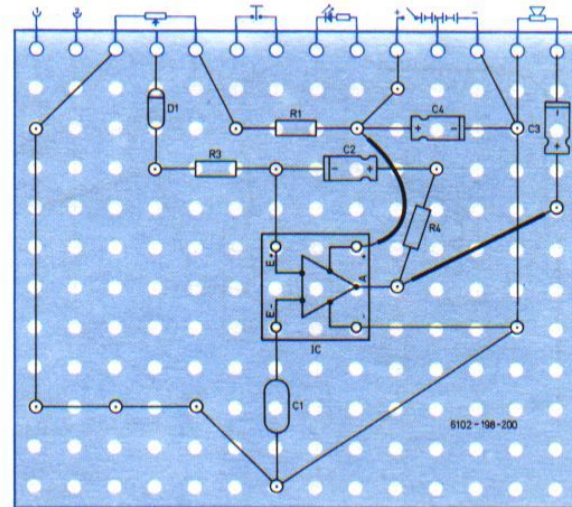 + -
D1
R1
C4
+ -
C3
-
+
R3
C2
- +
R4
E+
+
A
E-
-
IC
C1
6102-198-200